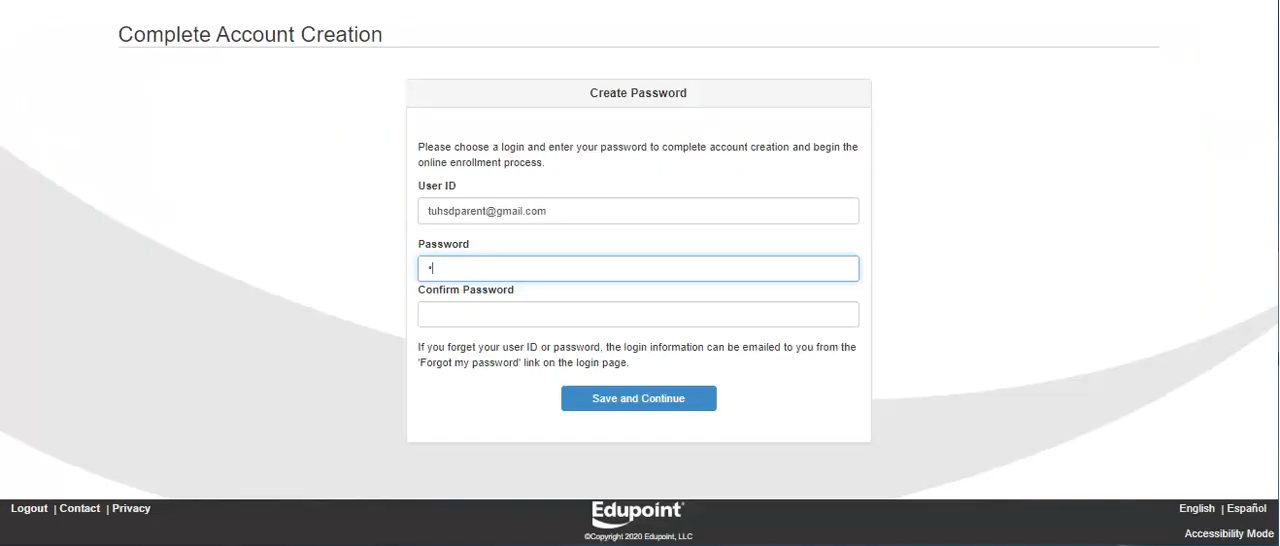 Complete Account Creation
Create Password
Please choose a login and enter your password to complete account creation and begin the
online enrollment process.
User ID
tuhsdparent@gmail.com
Password
Confirm Password
If you forget your user ID or password, the login information can be emailed to you from the
'Forgot my password' link on the login page.
Save and Continue
Logout | Contact | Privacy
Edupoint
©Copyright 2020 Edupoint, LLC
English | Español
Accessibility Mode